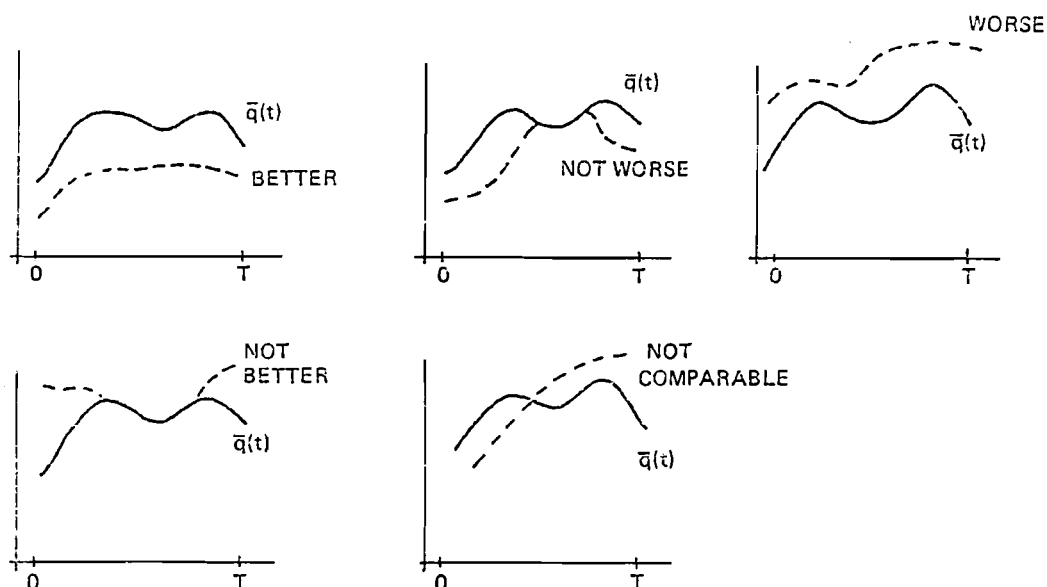 q̄(t)
BETTER
0 T
q̄(t)
NOT WORSE
0 T
WORSE
q̄(t)
0 T
NOT
BETTER
q̄(t)
0 T
NOT
COMPARABLE
q̄(t)
0 T